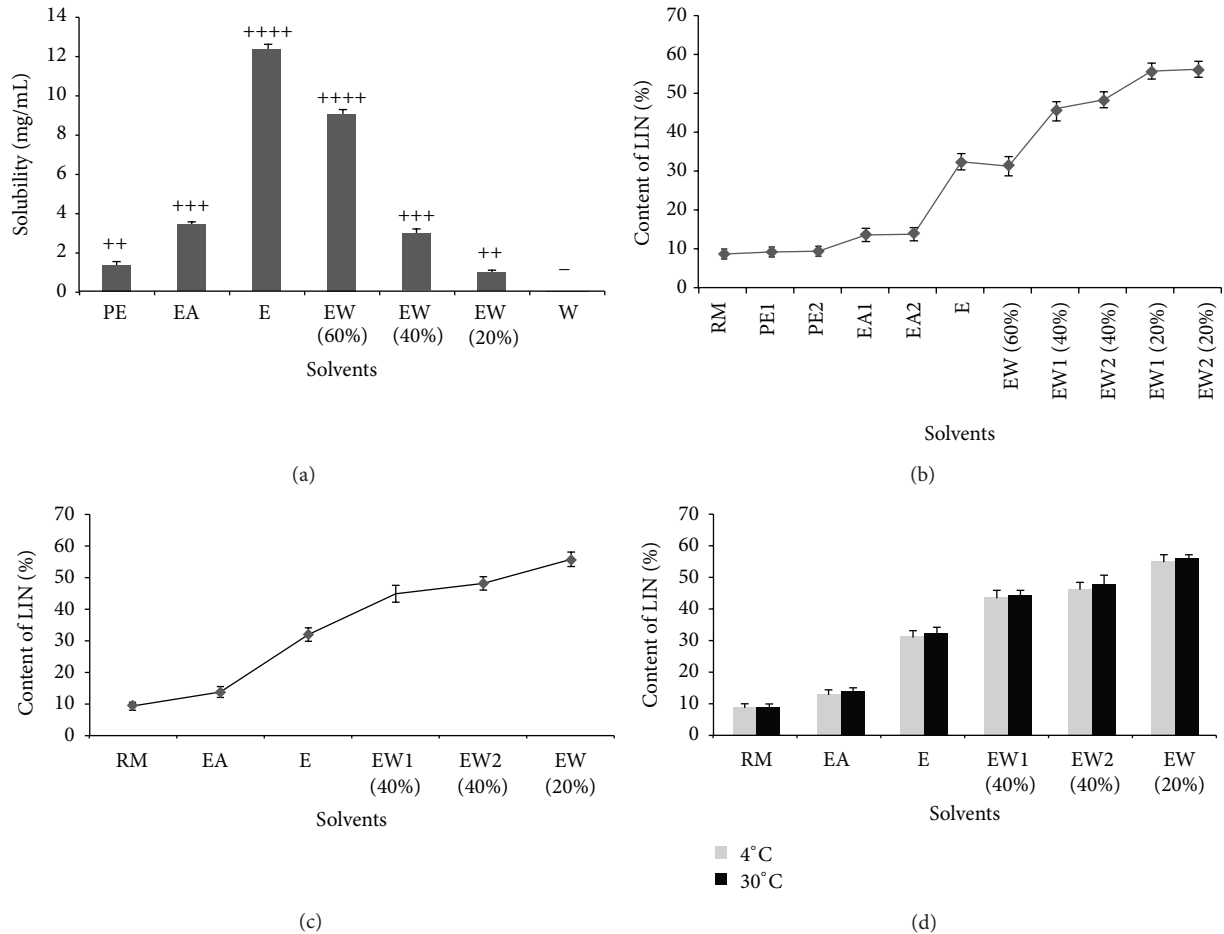 14
12
10
8
6
4
2
0
Solubility (mg/mL)
++
+++
++++
++++
+++
++
−
PE EA E EW EW EW W
(60%) (40%) (20%)
Solvents
(a)
70
60
50
40
30
20
10
0
Content of LIN (%)
RM
PE1
PE2
EA1
EA2
E
EW (60%)
EW1 (40%)
EW2 (40%)
EW1 (20%)
EW2 (20%)
Solvents
(b)
70
60
50
40
30
20
10
0
Content of LIN (%)
RM EA E EW1 EW2 EW
(40%) (40%) (20%)
Solvents
(c)
70
60
50
40
30
20
10
0
Content of LIN (%)
RM EA E EW1 EW2 EW
(40%) (40%) (20%)
Solvents
4°C
30°C
(d)